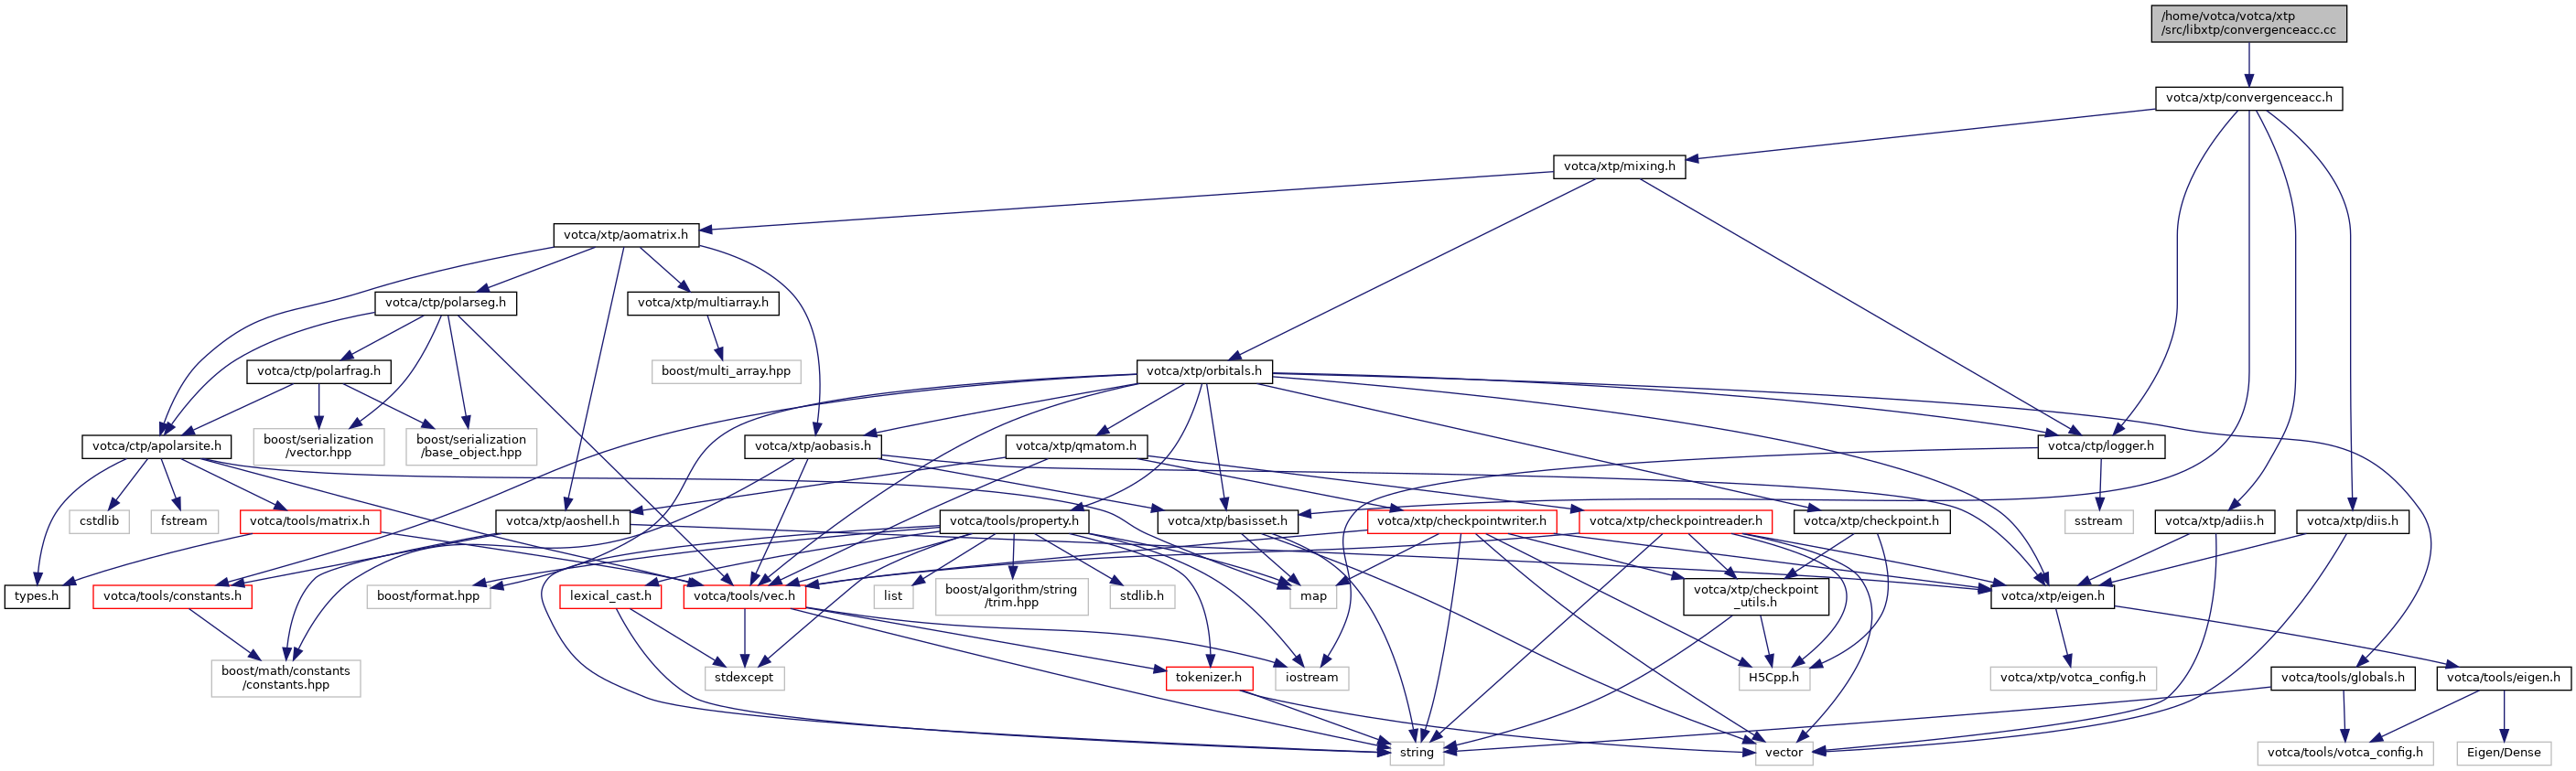 /home/votca/votca/xtp
/src/libxtp/convergenceacc.cc
votca/xtp/convergenceacc.h
votca/xtp/mixing.h
votca/xtp/aomatrix.h
votca/ctp/polarseg.h
votca/xtp/multiarray.h
votca/ctp/polarfrag.h
boost/multi_array.hpp
votca/xtp/orbitals.h
votca/ctp/apolarsite.h
boost/serialization
/vector.hpp
boost/serialization
/base_object.hpp
votca/xtp/aobasis.h
votca/xtp/qmatom.h
votca/ctp/logger.h
cstdlib
fstream
votca/tools/matrix.h
votca/xtp/aoshell.h
votca/tools/property.h
votca/xtp/basisset.h
votca/xtp/checkpointwriter.h
votca/xtp/checkpointreader.h
votca/xtp/checkpoint.h
sstream
votca/xtp/adiis.h
votca/xtp/diis.h
types.h
votca/tools/constants.h
boost/format.hpp
lexical_cast.h
votca/tools/vec.h
list
boost/algorithm/string
/trim.hpp
stdlib.h
map
votca/xtp/checkpoint
_utils.h
votca/xtp/eigen.h
boost/math/constants
/constants.hpp
stdexcept
tokenizer.h
iostream
H5Cpp.h
votca/xtp/votca_config.h
votca/tools/globals.h
votca/tools/eigen.h
string
vector
votca/tools/votca_config.h
Eigen/Dense